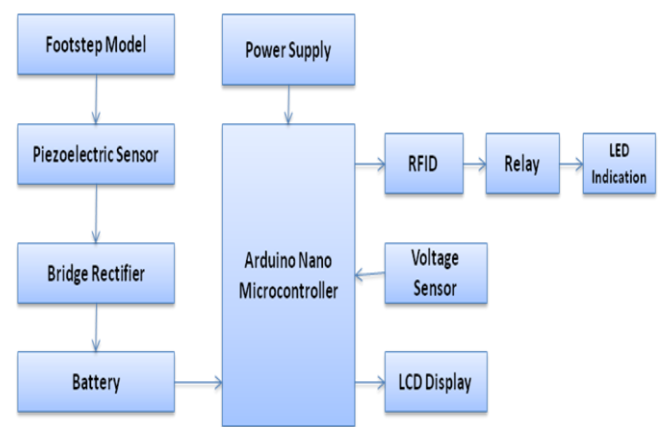 Footstep Model
Power Supply
Piezoelectric Sensor
RFID
Relay
LED
Indication
Bridge Rectifier
Arduino Nano
Microcontroller
Voltage
Sensor
Battery
LCD Display